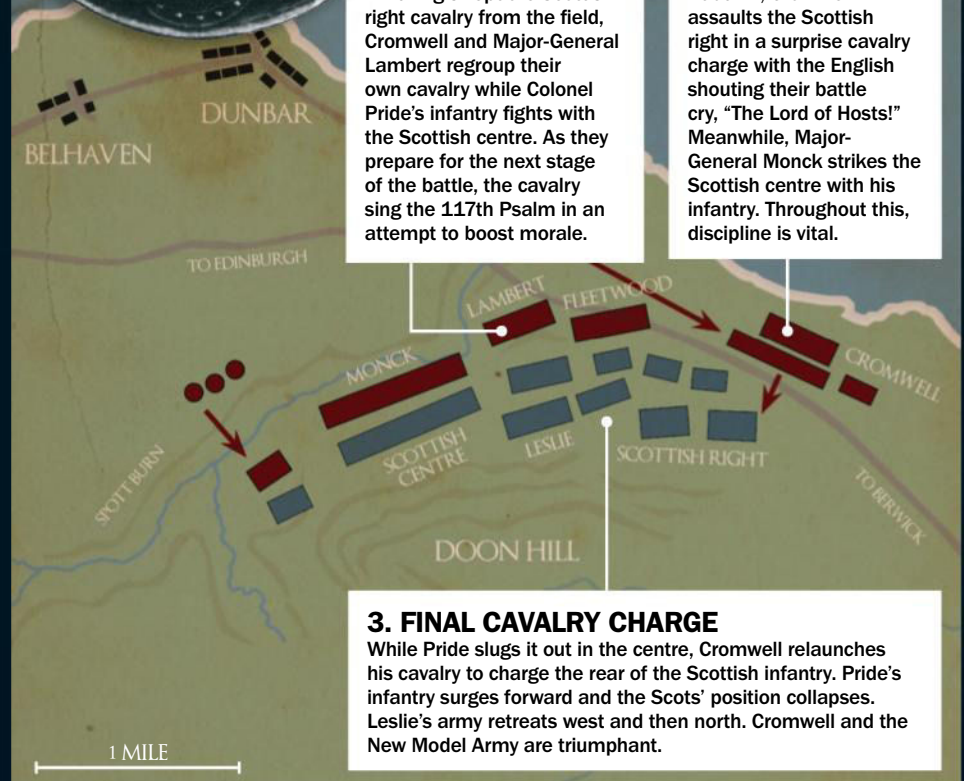 right cavalry from the field,
Cromwell and Major-General
Lambert regroup their
own cavalry while Colonel
Pride's infantry fights with
the Scottish centre. As they
prepare for the next stage
of the battle, the cavalry
sing the 117th Psalm in an
attempt to boost morale.
assaults the Scottish
right in a surprise cavalry
charge with the English
shouting their battle
cry, “The Lord of Hosts!”
Meanwhile, Major-
General Monck strikes the
Scottish centre with his
infantry. Throughout this,
discipline is vital.
DUNBAR
BELHAVEN
TO EDINBURGH
LAMBERT
FLEETWOOD
MONCK
CROMWELL
SCOTTISH
CENTRE
LESLIE
SCOTTISH RIGHT
SPOTT BURN
TO BERWICK
DOON HILL
3. FINAL CAVALRY CHARGE
While Pride slugs it out in the centre, Cromwell relaunches
his cavalry to charge the rear of the Scottish infantry. Pride's
infantry surges forward and the Scots' position collapses.
Leslie's army retreats west and then north. Cromwell and the
New Model Army are triumphant.
1 MILE